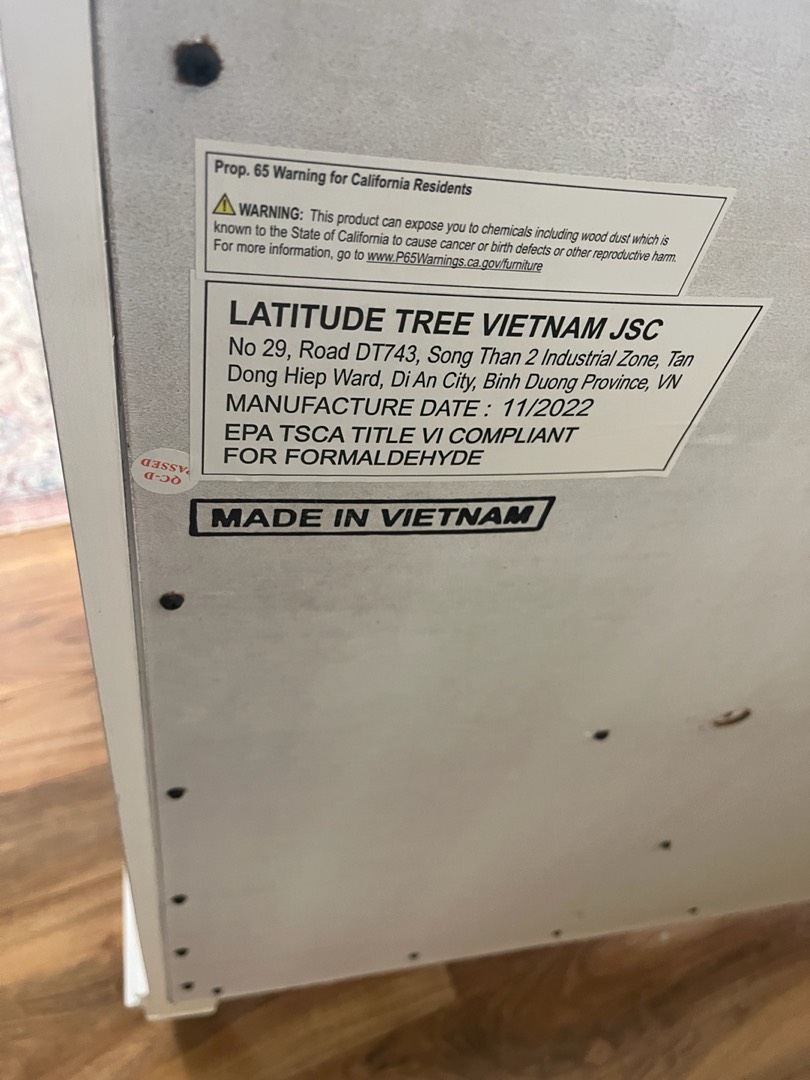 Prop. 65 Warning for California Residents
WARNING: This product can expose you to chemicals including wood dust which is
known to the State of California to cause cancer or birth defects or other reproductive harm.
For more information, go to www.P65Warnings.ca.gov/furniture
LATITUDE TREE VIETNAM JSC
No 29, Road DT743, Song Than 2 Industrial Zone, Tan
Dong Hiep Ward, Di An City, Binh Duong Province, VN
MANUFACTURE DATE : 11/2022
EPA TSCA TITLE VI COMPLIANT
FOR FORMALDEHYDE
QC-D
PASSED
MADE IN VIETNAM